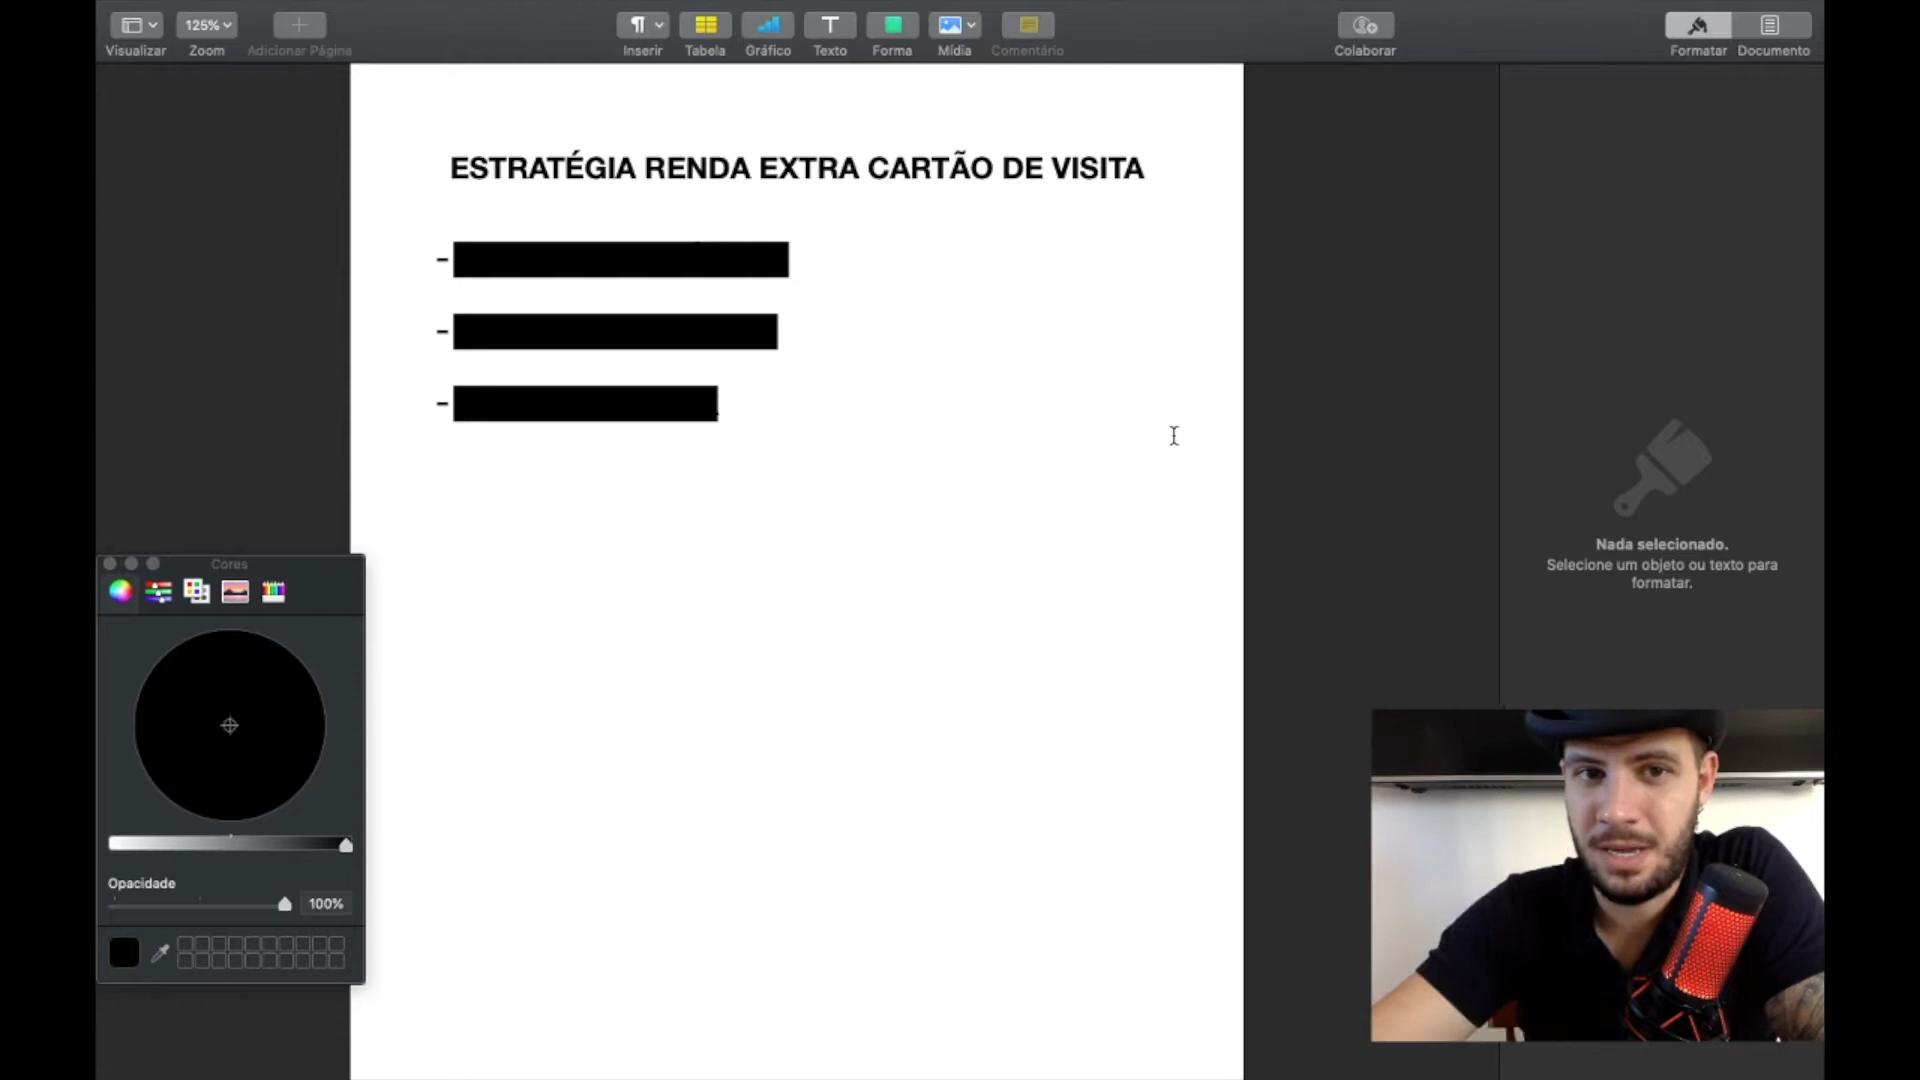 125%
Visualizar
Zoom
Adicionar Página
Inserir
Tabela
Gráfico
Texto
Forma
Mídia
Comentário
Colaborar
Formatar
Documento
ESTRATÉGIA RENDA EXTRA CARTÃO DE VISITA
-
-
-
Nada selecionado.
Selecione um objeto ou texto para
formatar.
Cores
Opacidade
100%